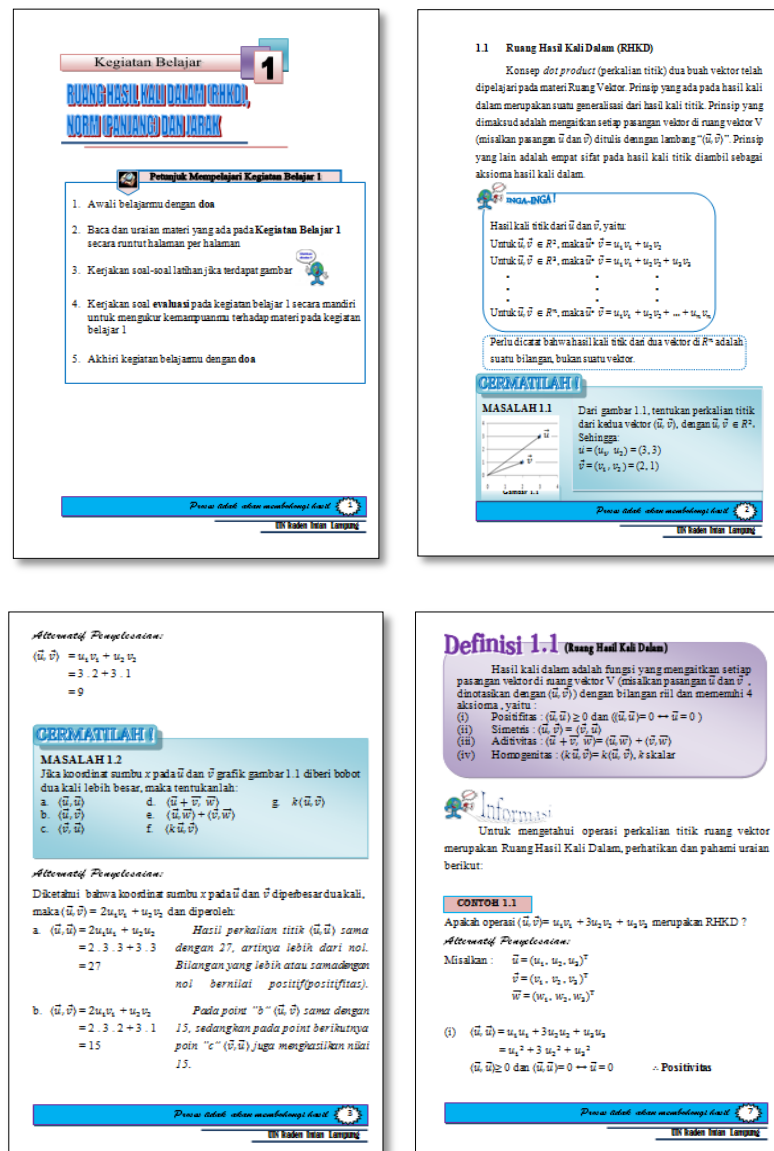 Kegiatan Belajar
1
RUANG HASIL KALI DALAM (RHKD),
NORM (PANJANG) DAN JARAK
Petunjuk Mempelajari Kegiatan Belajar 1
1. Awali belajarmu dengan doa
2. Baca dan uraian materi yang ada pada Kegiatan Belajar 1
secara runtut halaman per halaman
3. Kerjakan soal-soal latihan jika terdapat gambar
4. Kerjakan soal evaluasi pada kegiatan belajar 1 secara mandiri
untuk mengukur kemampuanmu terhadap materi pada kegiatan
belajar 1
5. Akhiri kegiatan belajarmu dengan doa
Proses tidak akan membohongi hasil 1
UIN Raden Intan Lampung
1.1 Ruang Hasil Kali Dalam (RHKD)
Konsep dot product (perkalian titik) dua buah vektor telah
dipelajari pada materi Ruang Vektor. Prinsip yang ada pada hasil kali
dalam merupakan suatu generalisasi dari hasil kali titik. Prinsip yang
dimaksud adalah mengaitkan setiap pasangan vektor di ruang vektor V
(misalkan pasangan u⃗ dan v⃗) ditulis denngan lambang “⟨u⃗, v⃗⟩”. Prinsip
yang lain adalah empat sifat pada hasil kali titik diambil sebagai
aksioma hasil kali dalam.
INGA-INGA !
Hasil kali titik dari u⃗ dan v⃗, yaitu:
Untuk u⃗, v⃗ ∈ R², maka u⃗• v⃗ = u₁v₁ + u₂v₂
Untuk u⃗, v⃗ ∈ R³, maka u⃗• v⃗ = u₁v₁ + u₂v₂ + u₃v₃
Untuk u⃗, v⃗ ∈ Rⁿ, maka u⃗• v⃗ = u₁v₁ + u₂v₂ + ... + uₙvₙ
Perlu dicatat bahwa hasil kali titik dari dua vektor di Rⁿ adalah
suatu bilangan, bukan suatu vektor.
CERMATILAH !
MASALAH 1.1
Dari gambar 1.1, tentukan perkalian titik
dari kedua vektor ⟨u⃗, v⃗⟩, dengan u⃗, v⃗ ∈ R².
Sehingga:
u⃗ = (u₁, u₂) = (3, 3)
v⃗ = (v₁, v₂) = (2, 1)
u⃗
v⃗
0 1 2 3 4
Gambar 1.1
Proses tidak akan membohongi hasil 2
UIN Raden Intan Lampung
Alternatif Penyelesaian:
⟨u⃗, v⃗⟩ = u₁v₁ + u₂v₂
= 3 . 2 + 3 . 1
= 9
CERMATILAH !
MASALAH 1.2
Jika koordinat sumbu x pada u⃗ dan v⃗ grafik gambar 1.1 diberi bobot
dua kali lebih besar, maka tentukanlah:
a. ⟨u⃗, u⃗⟩ d. ⟨u⃗ + v⃗, w⃗⟩ g. k⟨u⃗, v⃗⟩
b. ⟨u⃗, v⃗⟩ e. ⟨u⃗, w⃗⟩ + ⟨v⃗, w⃗⟩
c. ⟨v⃗, u⃗⟩ f. ⟨ku⃗, v⃗⟩
Alternatif Penyelesaian:
Diketahui bahwa koordinat sumbu x pada u⃗ dan v⃗ diperbesar dua kali,
maka ⟨u⃗, v⃗⟩ = 2u₁v₁ + u₂v₂ dan diperoleh:
a. ⟨u⃗, u⃗⟩ = 2u₁u₁ + u₂u₂
= 2 . 3 . 3 + 3 . 3
= 27
Hasil perkalian titik ⟨u⃗, u⃗⟩ sama
dengan 27, artinya lebih dari nol.
Bilangan yang lebih atau sama dengan
nol bernilai positif(positifitas).
b. ⟨u⃗, v⃗⟩ = 2u₁v₁ + u₂v₂
= 2 . 3 . 2 + 3 . 1
= 15
Pada point "b" ⟨u⃗, v⃗⟩ sama dengan
15, sedangkan pada point berikutnya
poin "c" ⟨v⃗, u⃗⟩ juga menghasilkan nilai
15.
Proses tidak akan membohongi hasil 3
UIN Raden Intan Lampung
Definisi 1.1 (Ruang Hasil Kali Dalam)
Hasil kali dalam adalah fungsi yang mengaitkan setiap
pasangan vektor di ruang vektor V (misalkan pasangan u⃗ dan v⃗ ,
dinotasikan dengan ⟨u⃗, v⃗⟩) dengan bilangan riil dan memenuhi 4
aksioma , yaitu :
(i) Positifitas : ⟨u⃗, u⃗⟩ ≥ 0 dan (⟨u⃗, u⃗⟩= 0 ↔ u⃗ = 0 )
(ii) Simetris : ⟨u⃗, v⃗⟩ = ⟨v⃗, u⃗⟩
(iii) Aditivitas : ⟨u⃗ + v⃗, w⃗⟩= ⟨u⃗, w⃗⟩ + ⟨v⃗, w⃗⟩
(iv) Homogenitas : ⟨ku⃗, v⃗⟩= k⟨u⃗, v⃗⟩, k skalar
Informasi
Untuk mengetahui operasi perkalian titik ruang vektor
merupakan Ruang Hasil Kali Dalam, perhatikan dan pahami uraian
berikut:
CONTOH 1.1
Apakah operasi ⟨u⃗, v⃗⟩= u₁v₁ + 3u₂v₂ + u₃v₃ merupakan RHKD ?
Alternatif Penyelesaian:
Misalkan : u⃗ = (u₁, u₂, u₃)ᵀ
v⃗ = (v₁, v₂, v₃)ᵀ
w⃗ = (w₁, w₂, w₃)ᵀ
(i) ⟨u⃗, u⃗⟩ = u₁u₁ + 3u₂u₂ + u₃u₃
= u₁² + 3 u₂² + u₃²
⟨u⃗, u⃗⟩≥ 0 dan ⟨u⃗, u⃗⟩= 0 ↔ u⃗ = 0 ∴ Positivitas
Proses tidak akan membohongi hasil 7
UIN Raden Intan Lampung